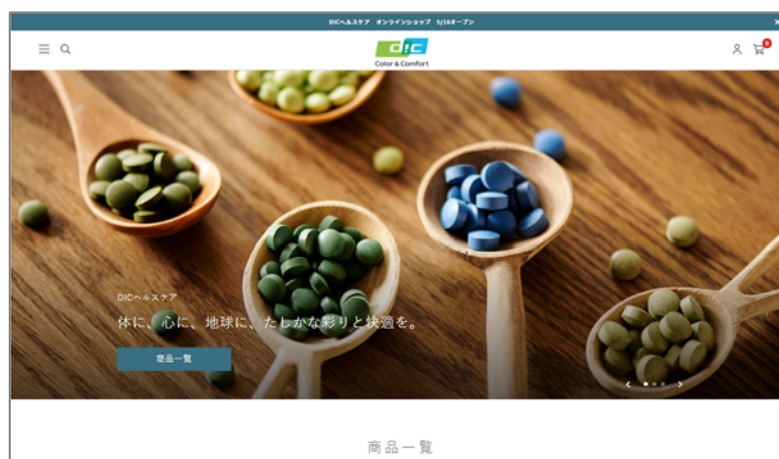 DICヘルスケア オンラインショップ 5/16オープン
DIC
Color & Comfort
0
DICヘルスケア
体に、心に、地球に、たしかな彩りと快適を。
商品一覧
商品一覧